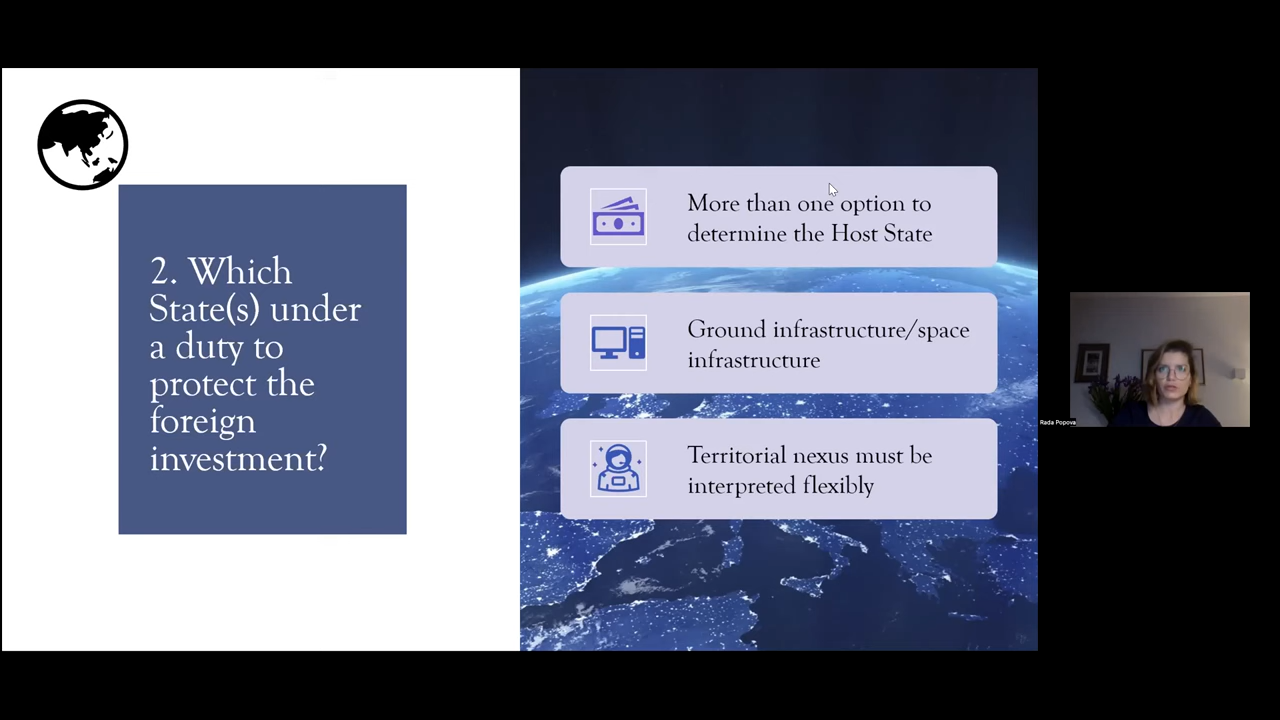 2. Which
State(s) under
a duty to
protect the
foreign
investment?
More than one option to
determine the Host State
Ground infrastructure/space
infrastructure
Territorial nexus must be
interpreted flexibly
Rada Popova